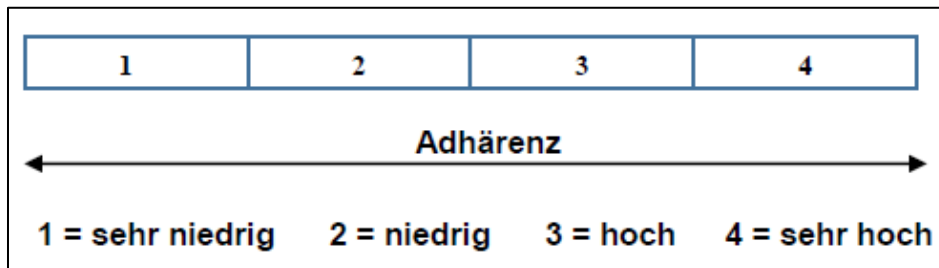 1 2 3 4
Adhärenz
1 = sehr niedrig 2 = niedrig 3 = hoch 4 = sehr hoch